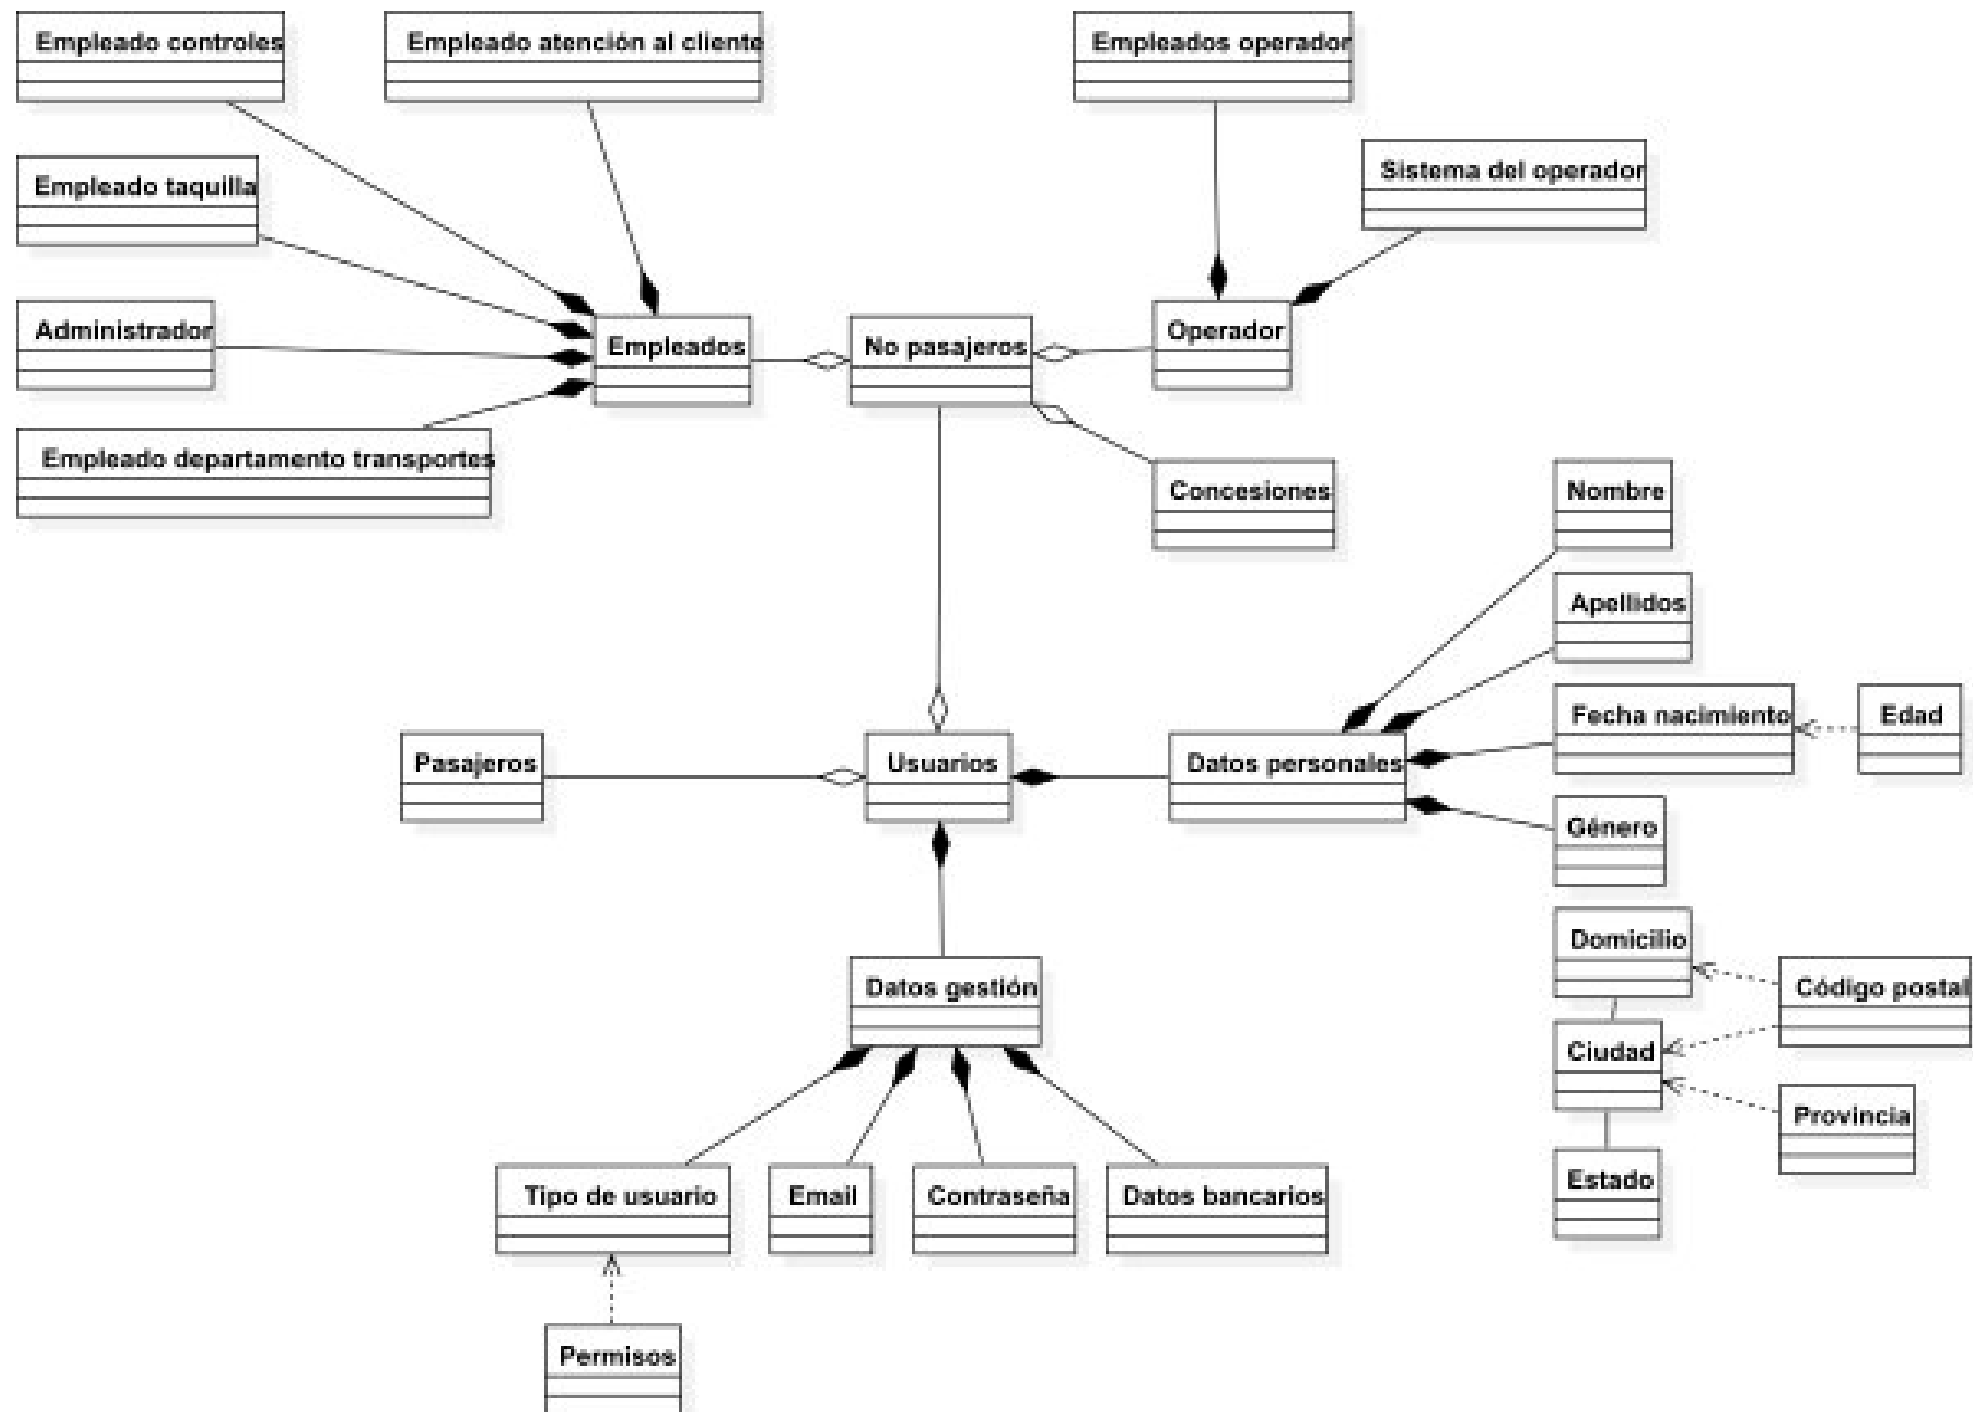 Empleado controles
Empleado atención al cliente
Empleados operador
Sistema del operador
Empleado taquilla
Administrador
Empleados
No pasajeros
Operador
Empleado departamento transportes
Concesiones
Nombre
Apellidos
Fecha nacimiento
Edad
Pasajeros
Usuarios
Datos personales
Género
Domicilio
Datos gestión
Código postal
Ciudad
Provincia
Tipo de usuario
Email
Contraseña
Datos bancarios
Estado
Permisos